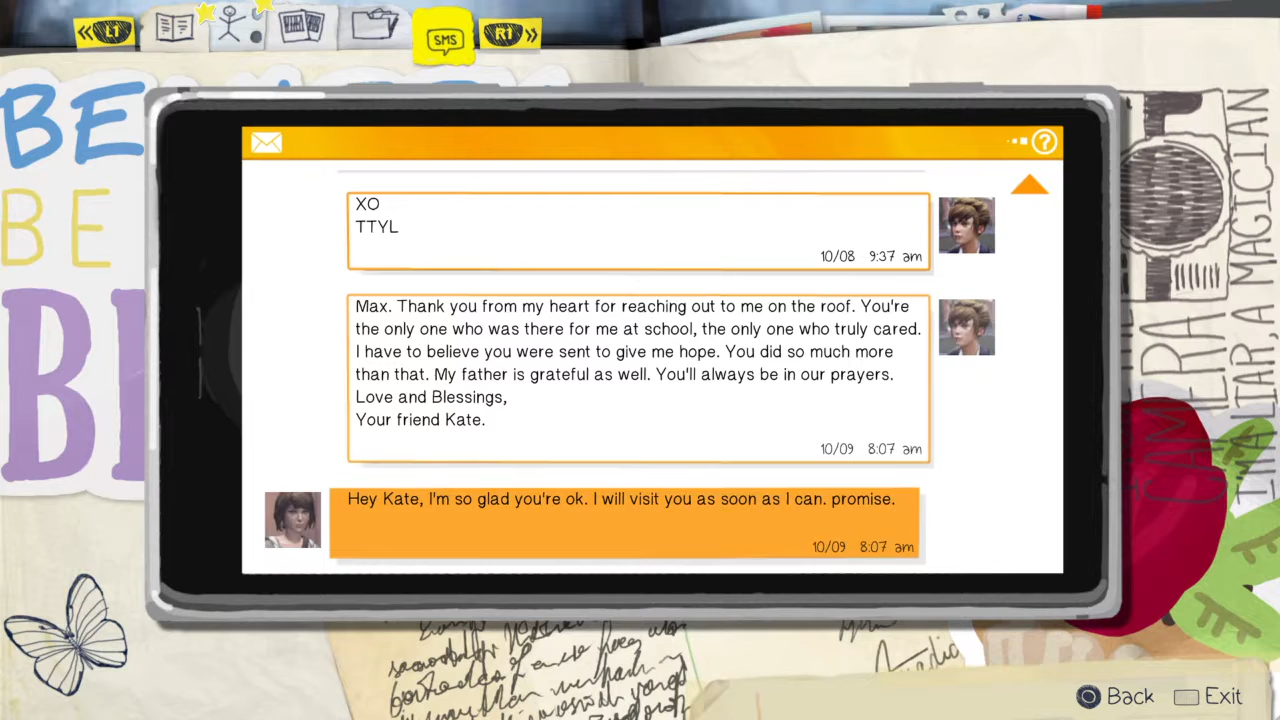 L1
SMS
R1
BE
BE
XO
TTYL
10/08 9:37 am
Max. Thank you from my heart for reaching out to me on the roof. You're
the only one who was there for me at school, the only one who truly cared.
I have to believe you were sent to give me hope. You did so much more
than that. My father is grateful as well. You'll always be in our prayers.
Love and Blessings,
Your friend Kate.
10/09 8:07 am
Hey Kate, I'm so glad you're ok. I will visit you as soon as I can. promise.
10/09 8:07 am
?
CAMERA
LIAR, A MAGICIAN
Back
Exit